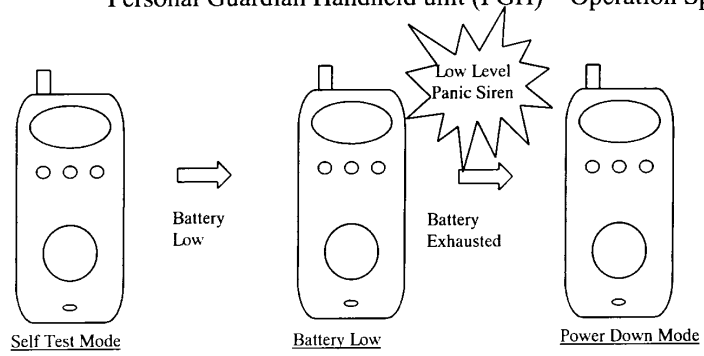 Personal Guardian Handheld unit (PGH) – Operation
Low Level
Panic Siren
Battery
Low
Battery
Exhausted
Self Test Mode
Battery Low
Power Down Mode